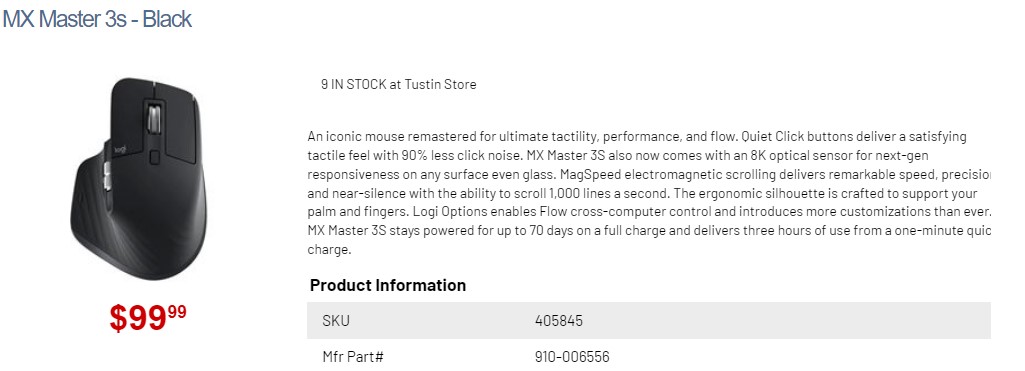 MX Master 3s - Black
9 IN STOCK at Tustin Store
An iconic mouse remastered for ultimate tactility, performance, and flow. Quiet Click buttons deliver a satisfying
tactile feel with 90% less click noise. MX Master 3S also now comes with an 8K optical sensor for next-gen
responsiveness on any surface even glass. MagSpeed electromagnetic scrolling delivers remarkable speed, precisio
and near-silence with the ability to scroll 1,000 lines a second. The ergonomic silhouette is crafted to support your
palm and fingers. Logi Options enables Flow cross-computer control and introduces more customizations than ever.
MX Master 3S stays powered for up to 70 days on a full charge and delivers three hours of use from a one-minute quic
charge.
logi
$99.99
Product Information
SKU 405845
Mfr Part# 910-006556